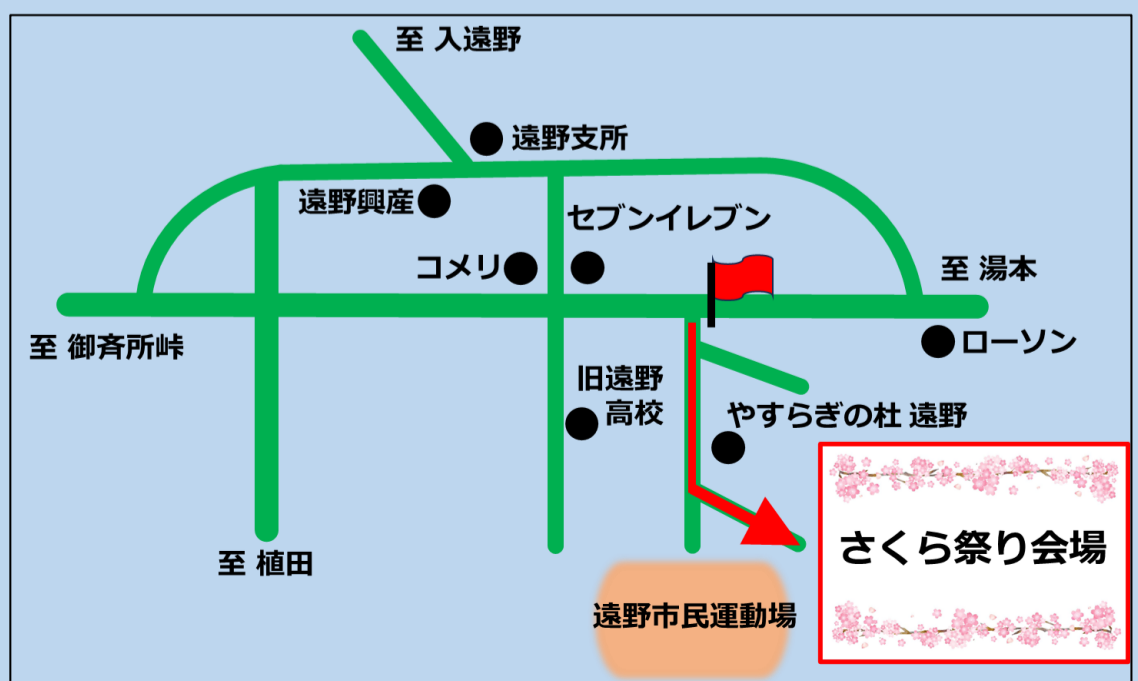 至 入遠野
遠野支所
遠野興産
セブンイレブン
コメリ
至 湯本
至 御斉所峠
ローソン
旧遠野
高校
やすらぎの杜 遠野
さくら祭り会場
至 植田
遠野市民運動場